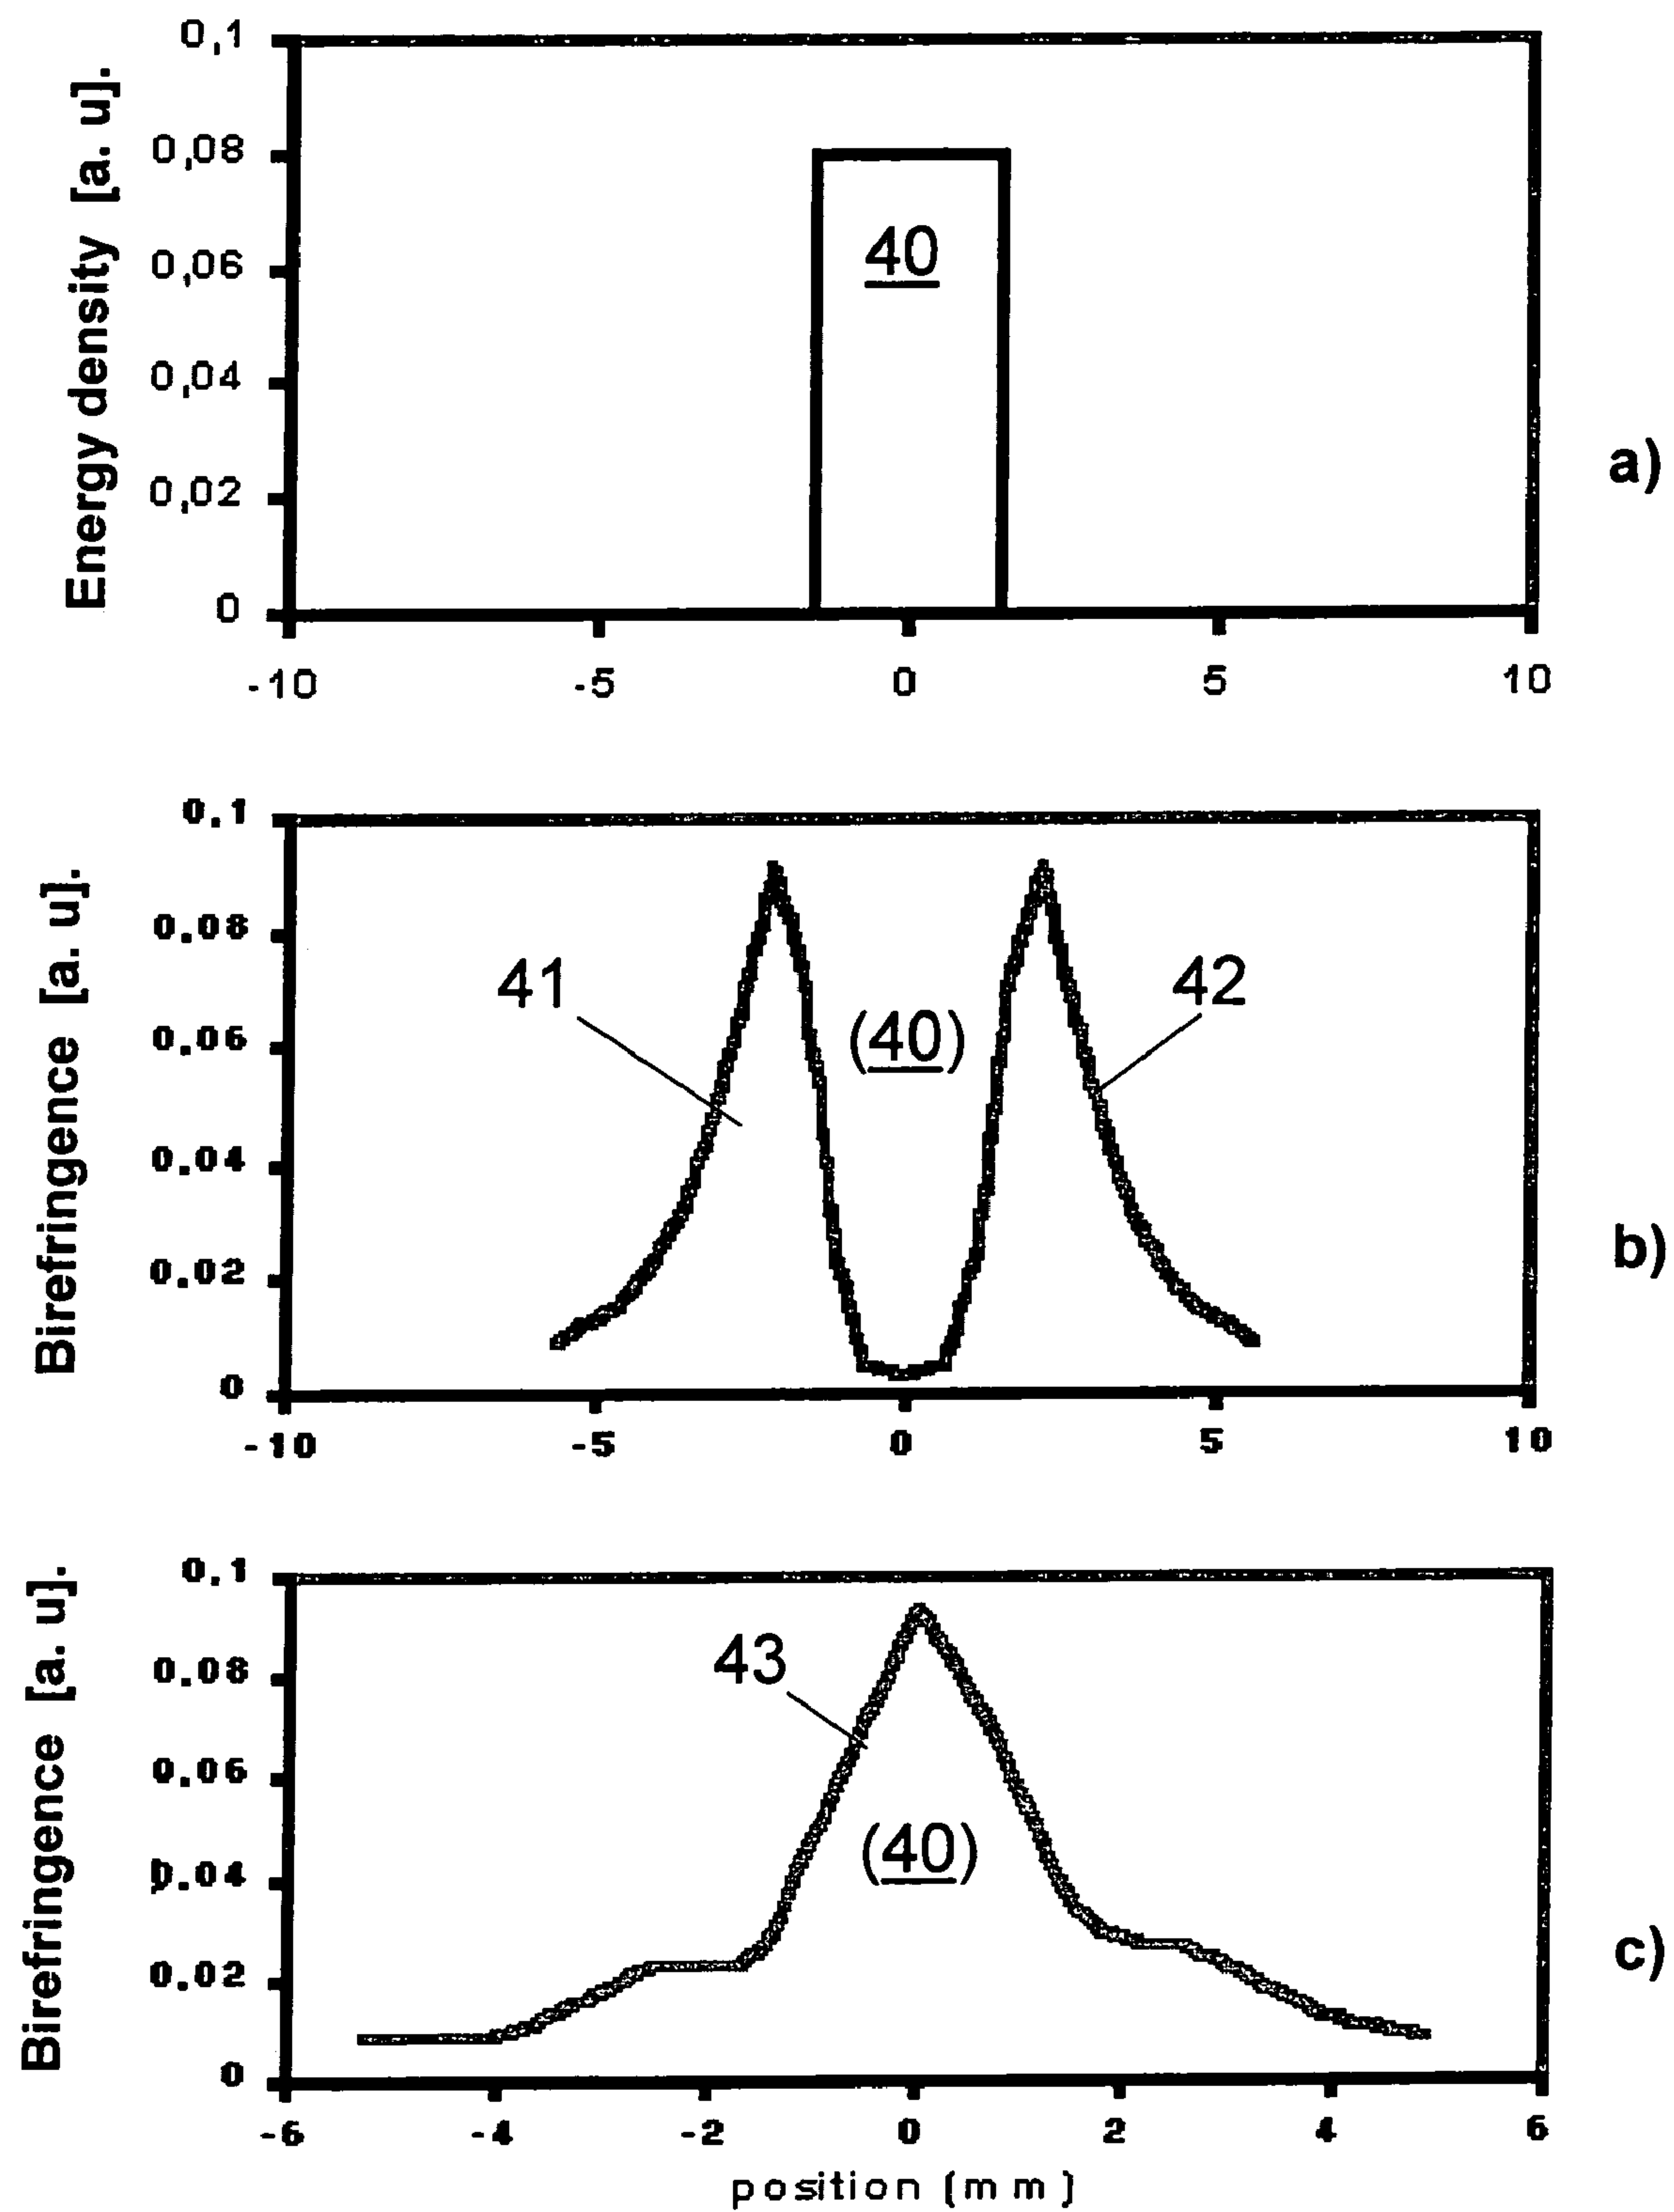 Energy density [a. u].
0,1
0,08
0,06
0,04
0,02
0
40
-10 -5 0 5 10
a)
Birefringence [a. u].
0.1
0.08
0.06
0.04
0.02
0
41
(40)
42
-10 -5 0 5 10
b)
Birefringence [a. u].
0.1
0.08
0.06
0.04
0.02
0
43
(40)
-6 -4 -2 0 2 4 6
position (mm)
c)